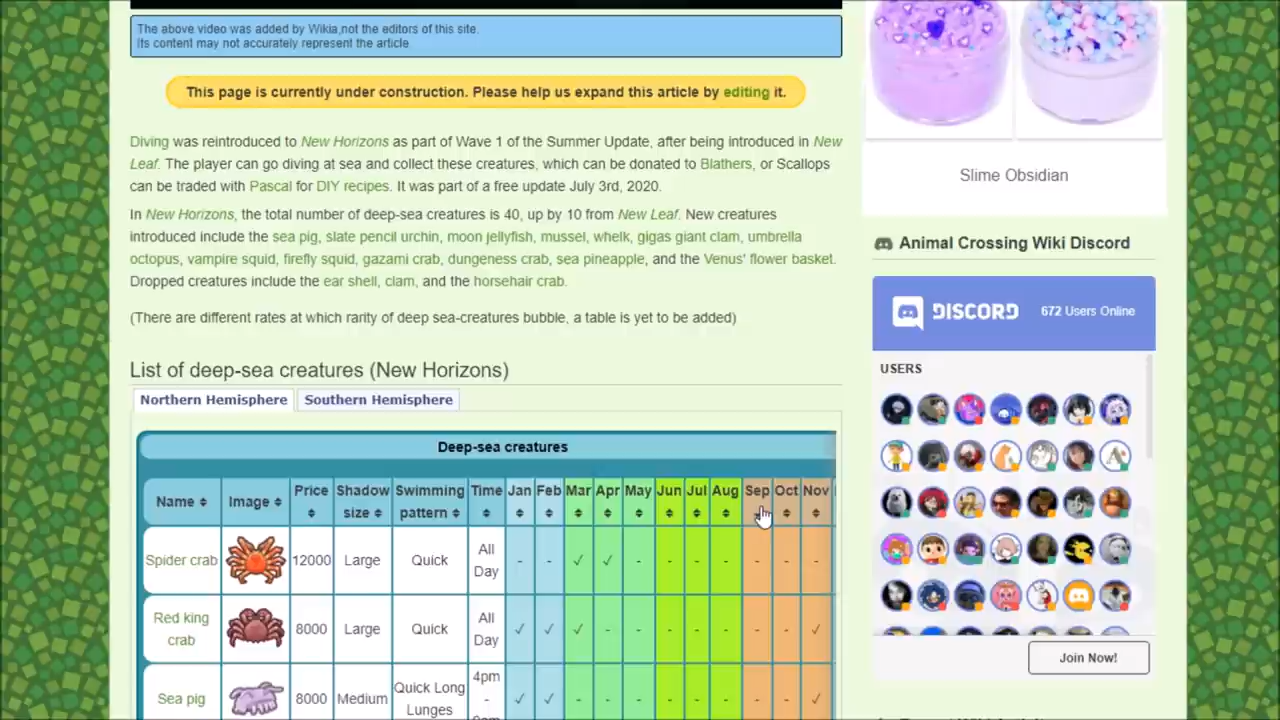 The above video was added by Wikia,not the editors of this site.
Its content may not accurately represent the article
This page is currently under construction. Please help us expand this article by editing it.
Diving was reintroduced to New Horizons as part of Wave 1 of the Summer Update, after being introduced in New
Leaf. The player can go diving at sea and collect these creatures, which can be donated to Blathers, or Scallops
can be traded with Pascal for DIY recipes. It was part of a free update July 3rd, 2020.
In New Horizons, the total number of deep-sea creatures is 40, up by 10 from New Leaf. New creatures
introduced include the sea pig, slate pencil urchin, moon jellyfish, mussel, whelk, gigas giant clam, umbrella
octopus, vampire squid, firefly squid, gazami crab, dungeness crab, sea pineapple, and the Venus' flower basket.
Dropped creatures include the ear shell, clam, and the horsehair crab.
(There are different rates at which rarity of deep sea-creatures bubble, a table is yet to be added)
List of deep-sea creatures (New Horizons)
Northern Hemisphere Southern Hemisphere
Deep-sea creatures
Name Image Price Shadow size Swimming pattern Time Jan Feb Mar Apr May Jun Jul Aug Sep Oct Nov
Spider crab 12000 Large Quick All Day - - ✓ ✓ - - - - - - -
Red king crab 8000 Large Quick All Day ✓ ✓ ✓ - - - - - - - ✓
Sea pig 8000 Medium Quick Long Lunges 4pm - ✓ ✓ - - - - - - - - ✓
Slime Obsidian
Animal Crossing Wiki Discord
DISCORD 672 Users Online
USERS
Join Now!